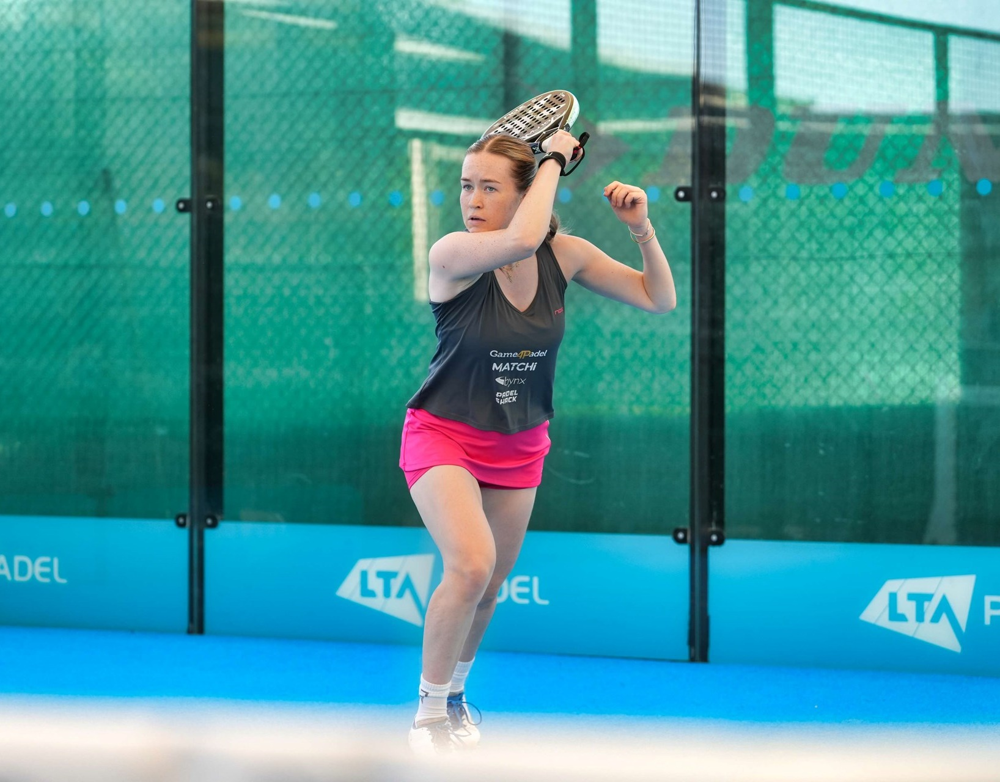 Game4Padel
MATCHi
bynx
PADEL
SHACK
ADEL
LTA
DEL
LTA P